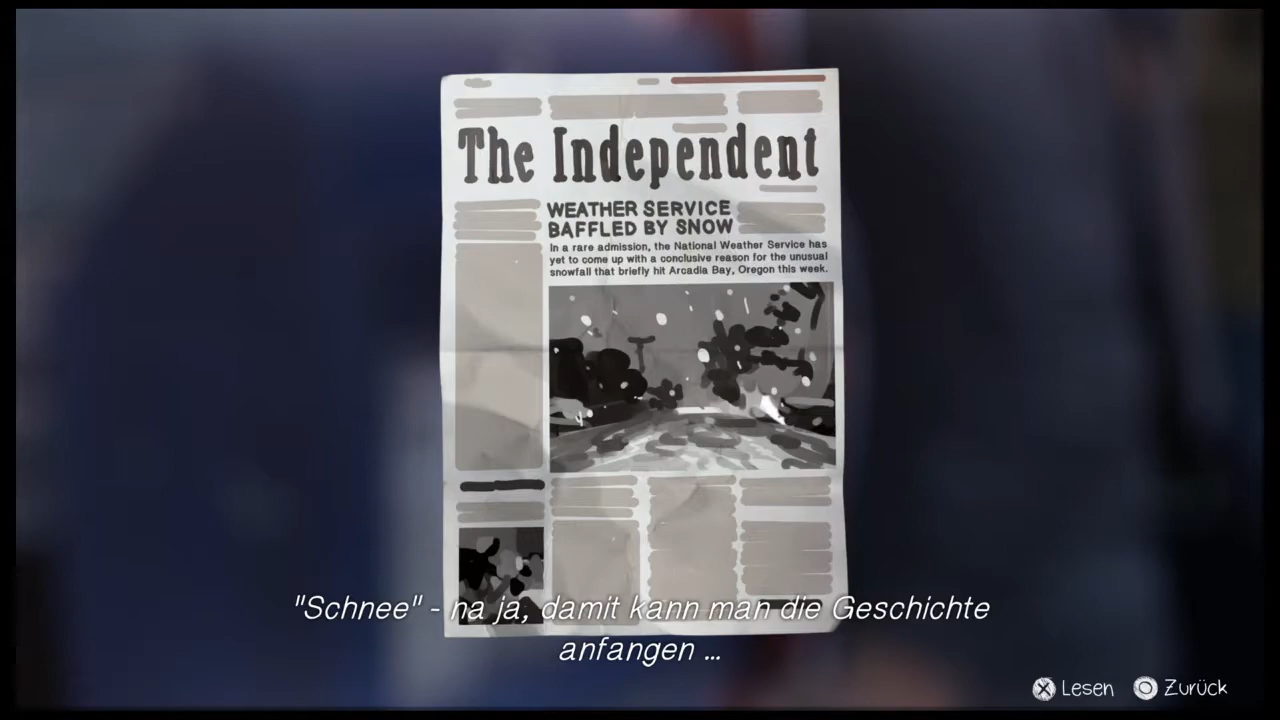 The Independent
WEATHER SERVICE
BAFFLED BY SNOW
In a rare admission, the National Weather Service has
yet to come up with a conclusive reason for the unusual
snowfall that briefly hit Arcadia Bay, Oregon this week.
"Schnee" - na ja, damit kann man die Geschichte
anfangen ...
Lesen Zurück